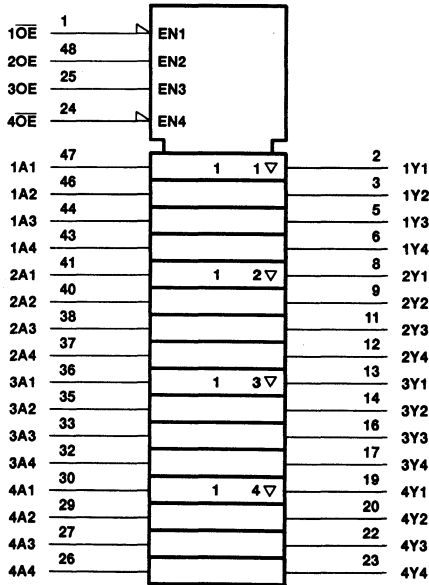 1O̅E̅ 1 EN1
2OE 48 EN2
3OE 25 EN3
4O̅E̅ 24 EN4
1A1 47 1 1▽ 2 1Y1
1A2 46 3 1Y2
1A3 44 5 1Y3
1A4 43 6 1Y4
2A1 41 1 2▽ 8 2Y1
2A2 40 9 2Y2
2A3 38 11 2Y3
2A4 37 12 2Y4
3A1 36 1 3▽ 13 3Y1
3A2 35 14 3Y2
3A3 33 16 3Y3
3A4 32 17 3Y4
4A1 30 1 4▽ 19 4Y1
4A2 29 20 4Y2
4A3 27 22 4Y3
4A4 26 23 4Y4